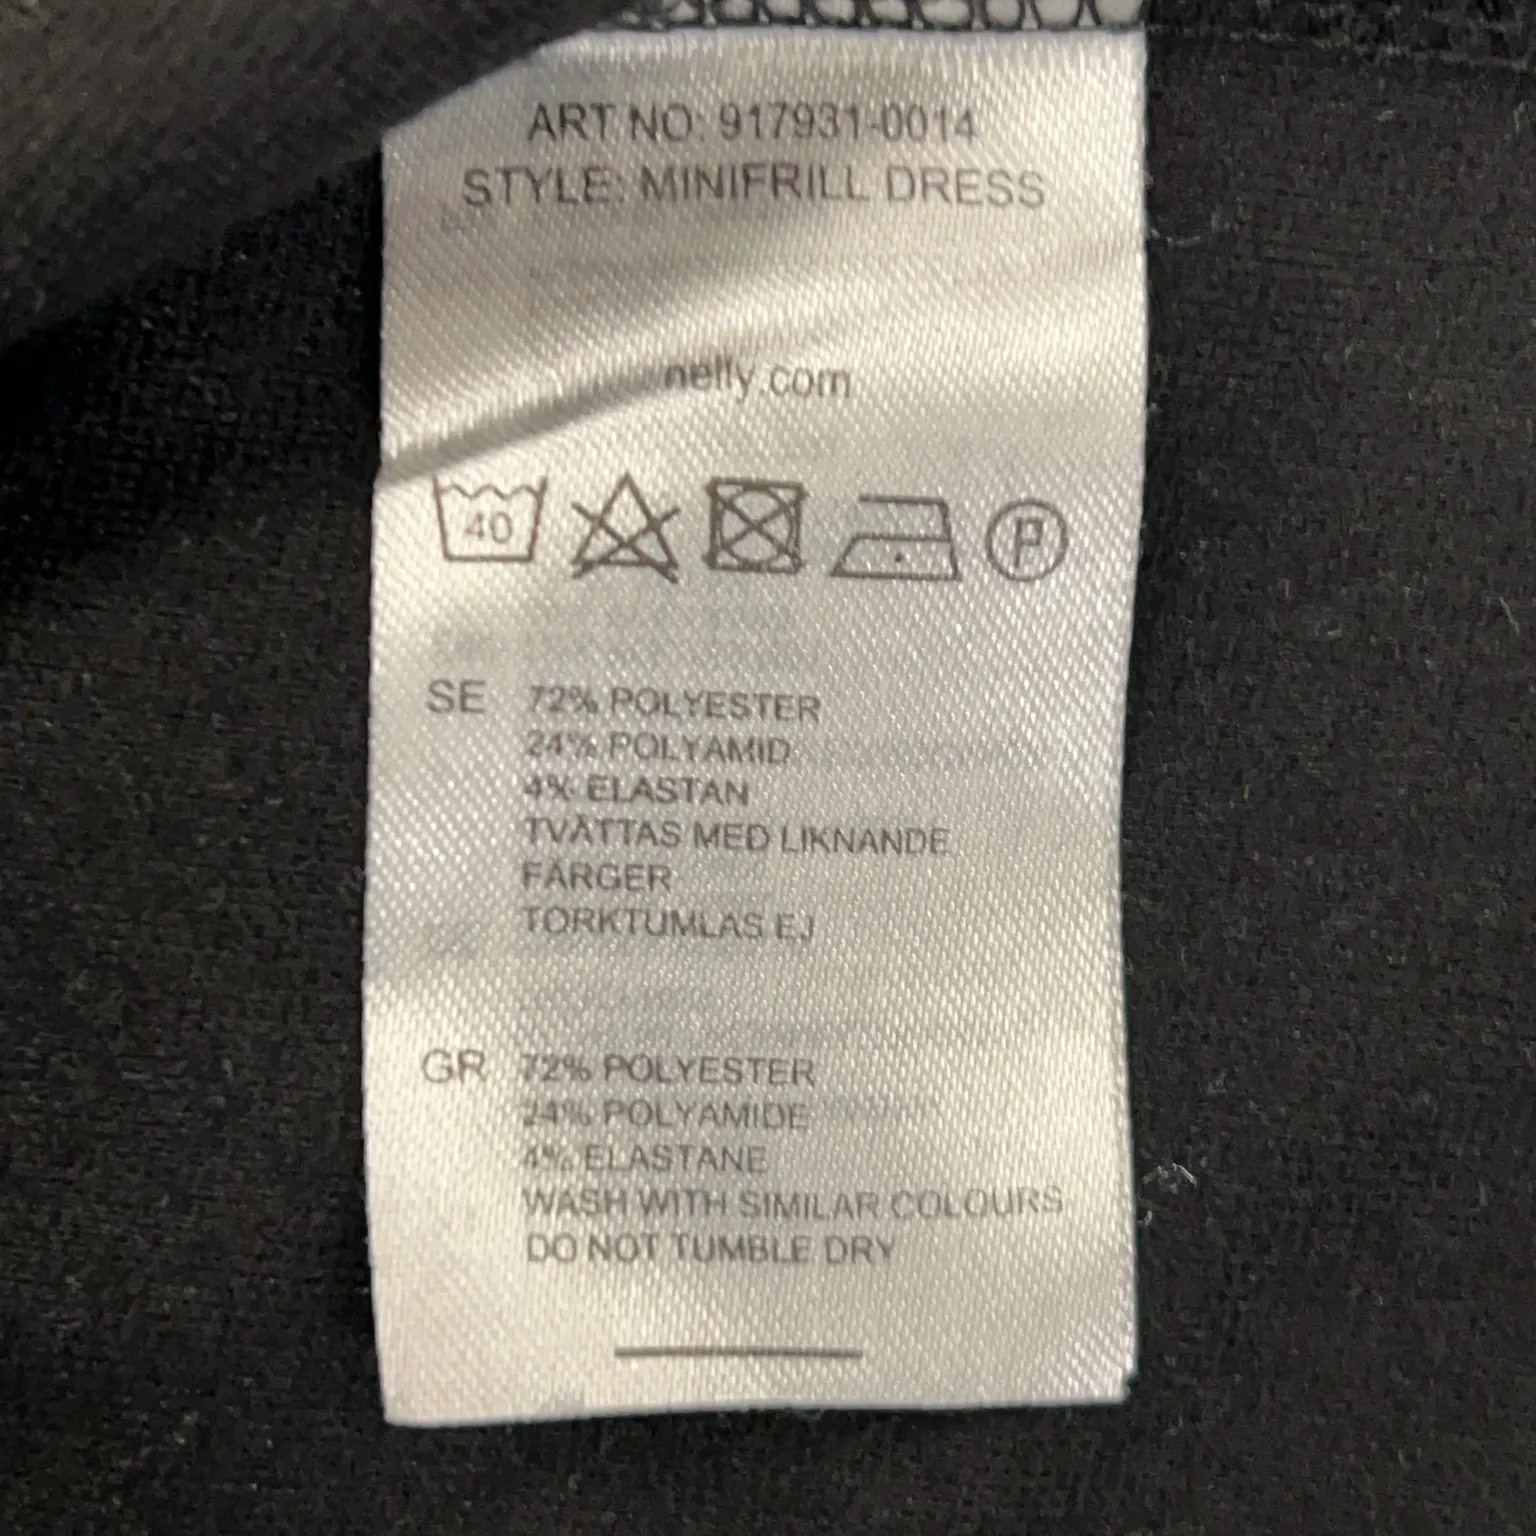 ART NO: 917931-0014
STYLE: MINIFRILL DRESS
nelly.com
40
P
SE 72% POLYESTER
24% POLYAMID
4% ELASTAN
TVÄTTAS MED LIKNANDE
FÄRGER
TORKTUMLAS EJ
GR 72% POLYESTER
24% POLYAMIDE
4% ELASTANE
WASH WITH SIMILAR COLOURS
DO NOT TUMBLE DRY